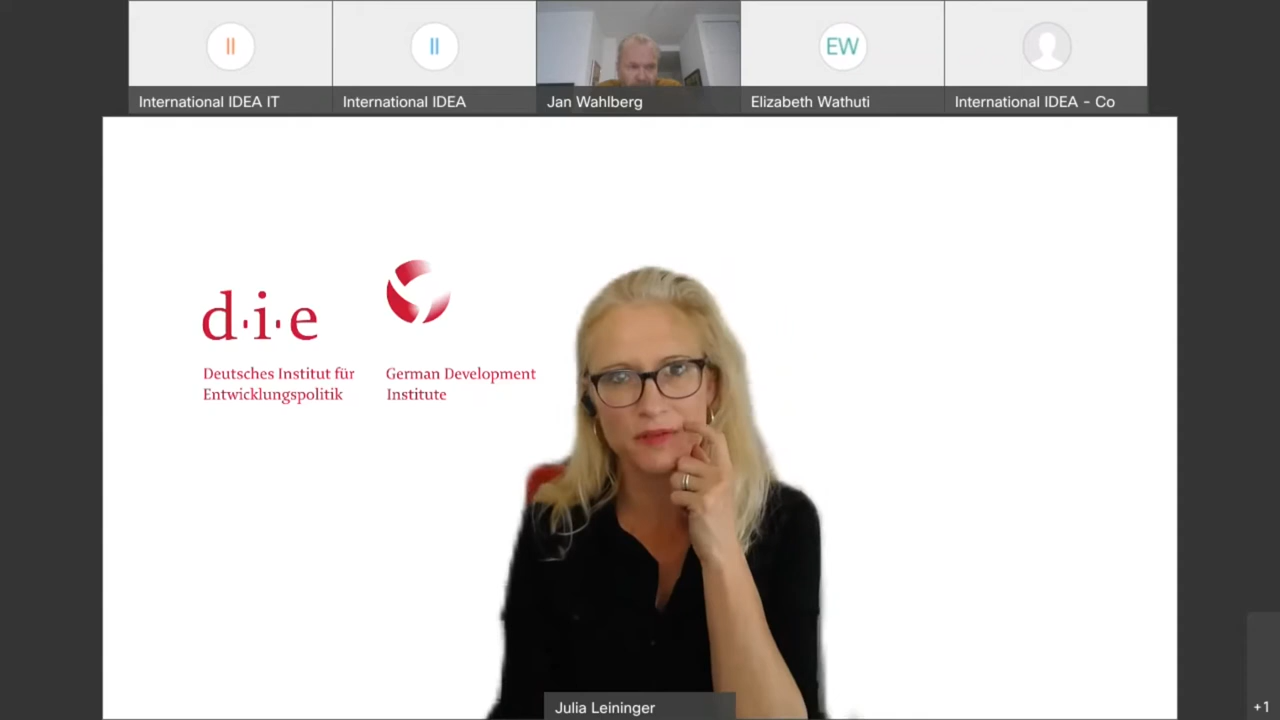 International IDEA IT
International IDEA
Jan Wahlberg
EW
Elizabeth Wathuti
International IDEA - Co
d·i·e
Deutsches Institut für
Entwicklungspolitik
German Development
Institute
Julia Leininger
+1